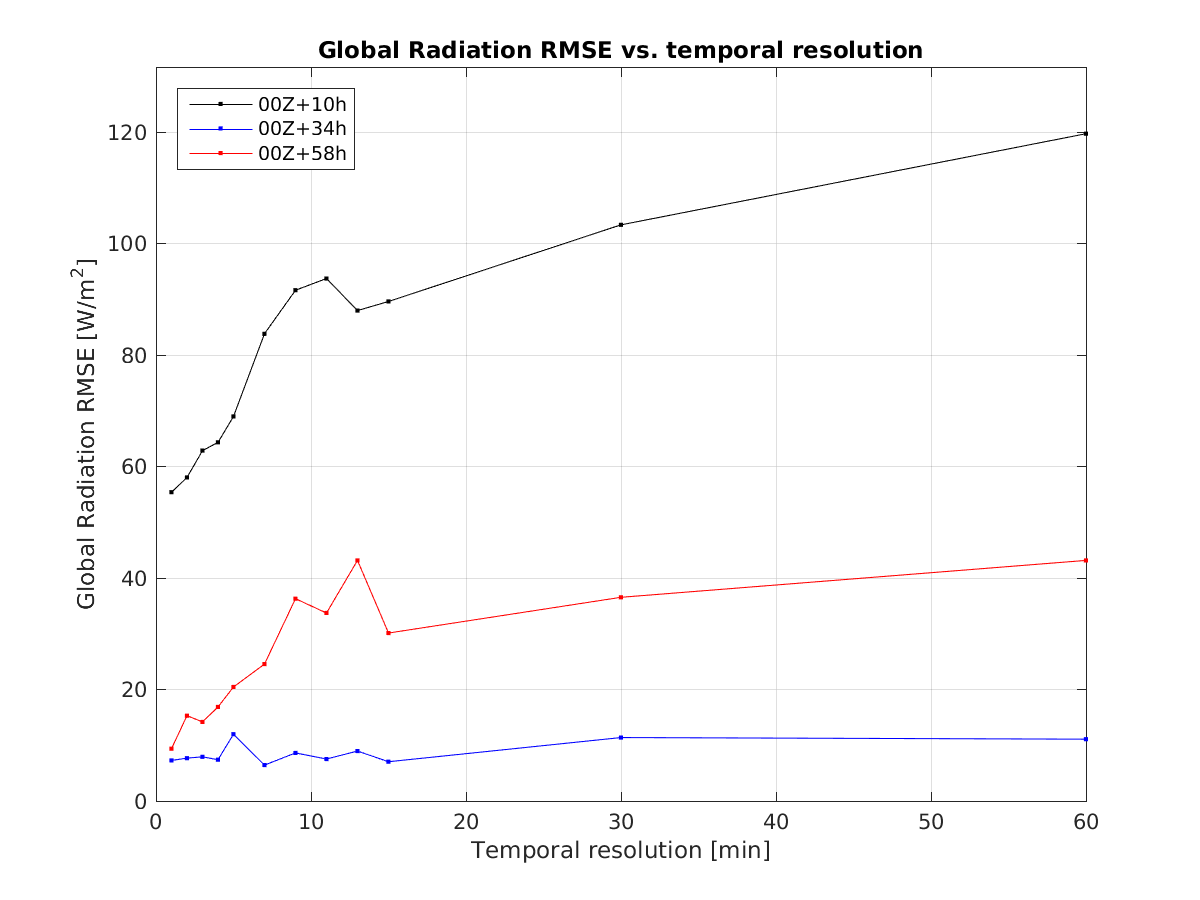 Global Radiation RMSE vs. temporal resolution
00Z+10h
00Z+34h
00Z+58h
Global Radiation RMSE [W/m²]
120
100
80
60
40
20
0
0 10 20 30 40 50 60
Temporal resolution [min]